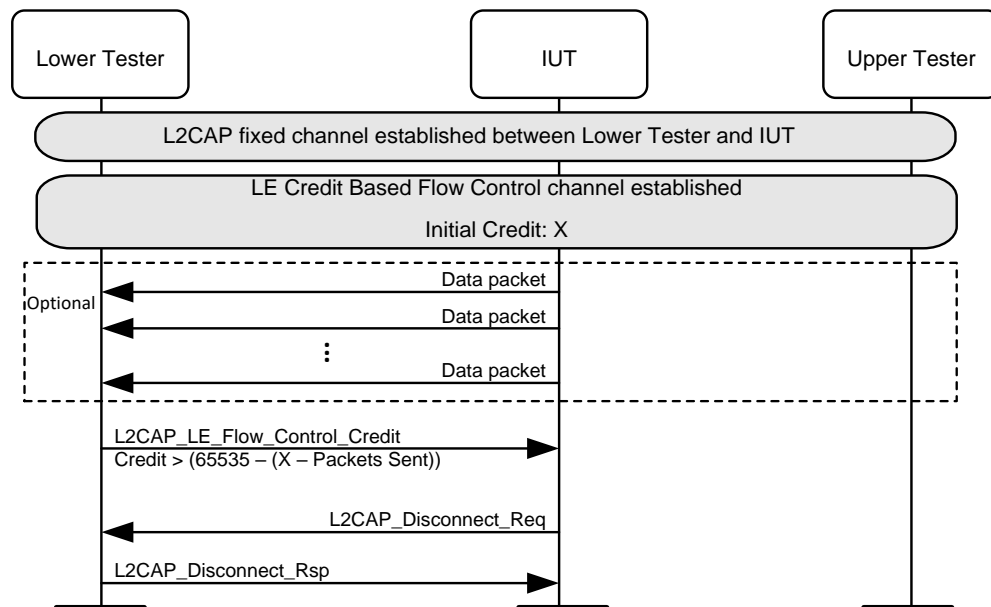 Lower Tester
IUT
Upper Tester
L2CAP fixed channel established between Lower Tester and IUT
LE Credit Based Flow Control channel established
Initial Credit: X
Optional
Data packet
Data packet
...
Data packet
L2CAP_LE_Flow_Control_Credit
Credit > (65535 – (X – Packets Sent))
L2CAP_Disconnect_Req
L2CAP_Disconnect_Rsp